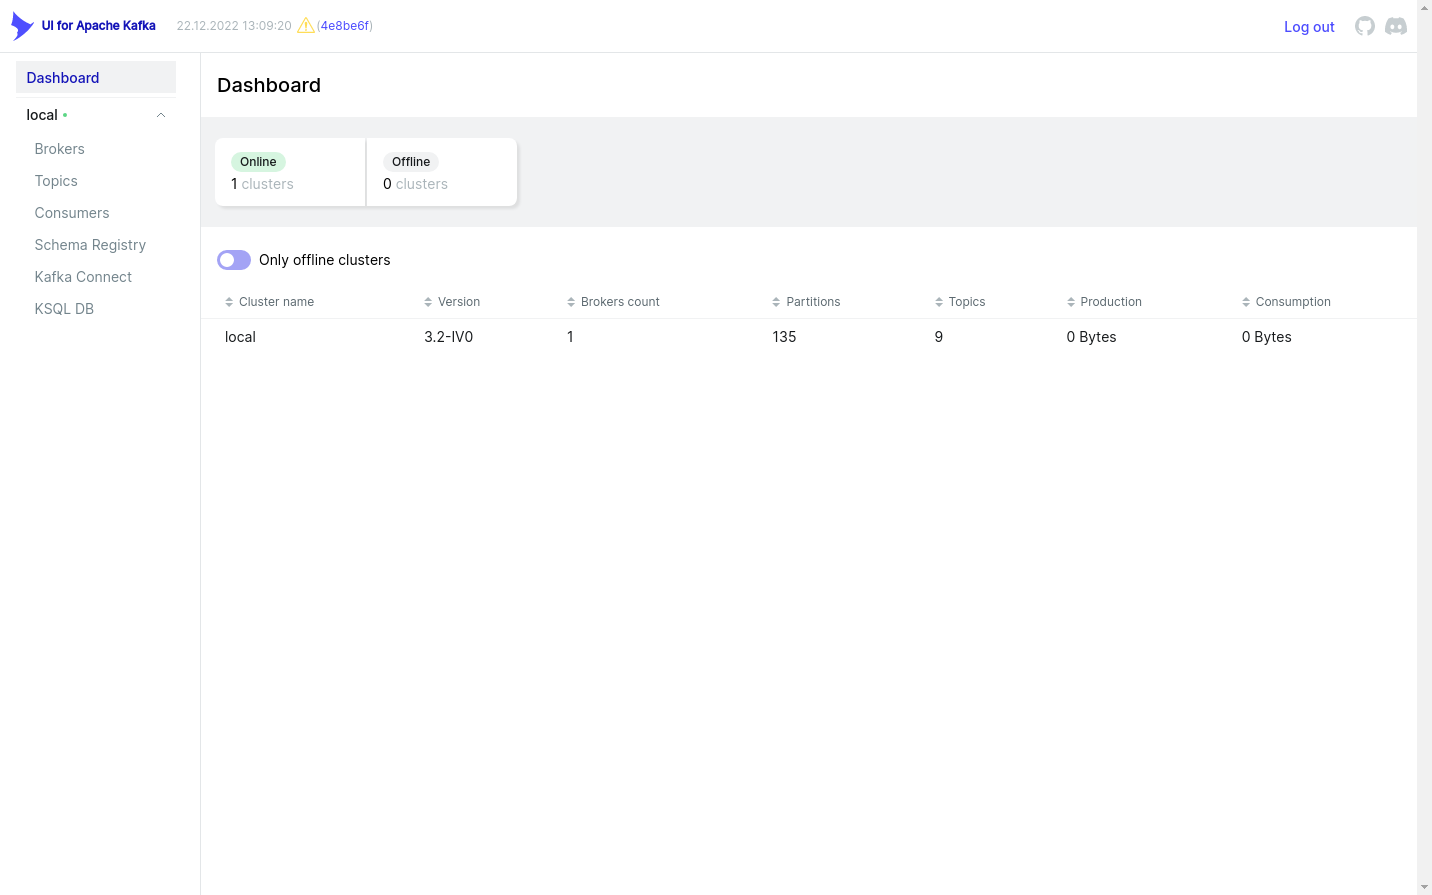 UI for Apache Kafka 22.12.2022 13:09:20 (4e8be6f) Log out
Dashboard
local
Brokers
Topics
Consumers
Schema Registry
Kafka Connect
KSQL DB
Dashboard
Online Offline
1 clusters 0 clusters
Only offline clusters
Cluster name Version Brokers count Partitions Topics Production Consumption
local 3.2-IV0 1 135 9 0 Bytes 0 Bytes